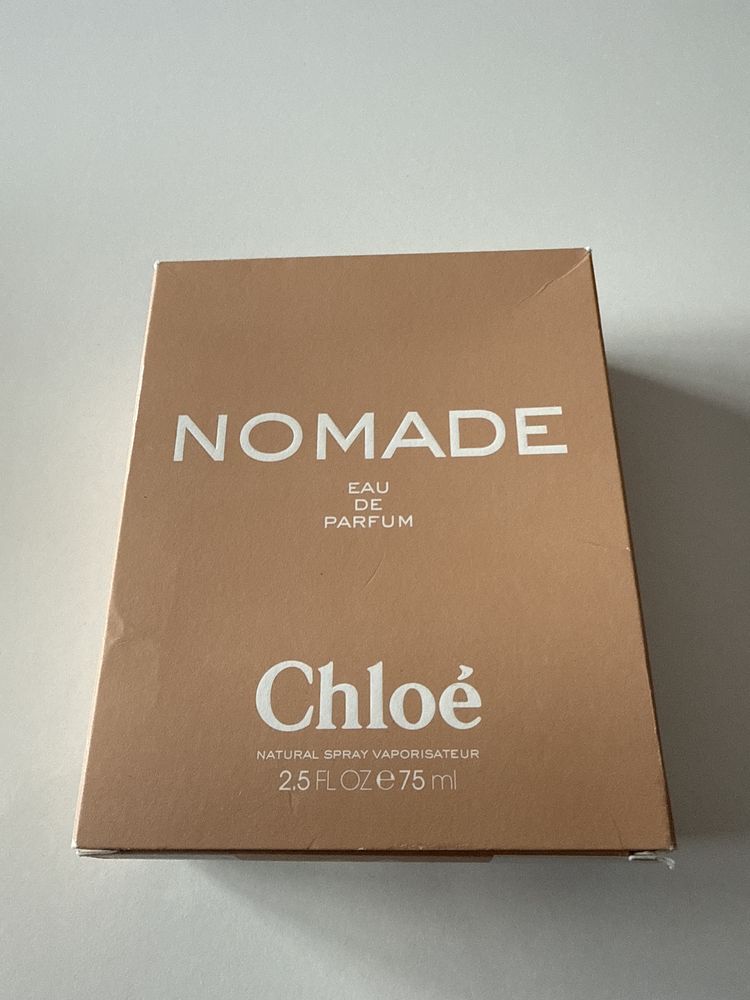 NOMADE
EAU
DE
PARFUM
Chloé
NATURAL SPRAY VAPORISATEUR
2.5 FL OZ ℮ 75 ml